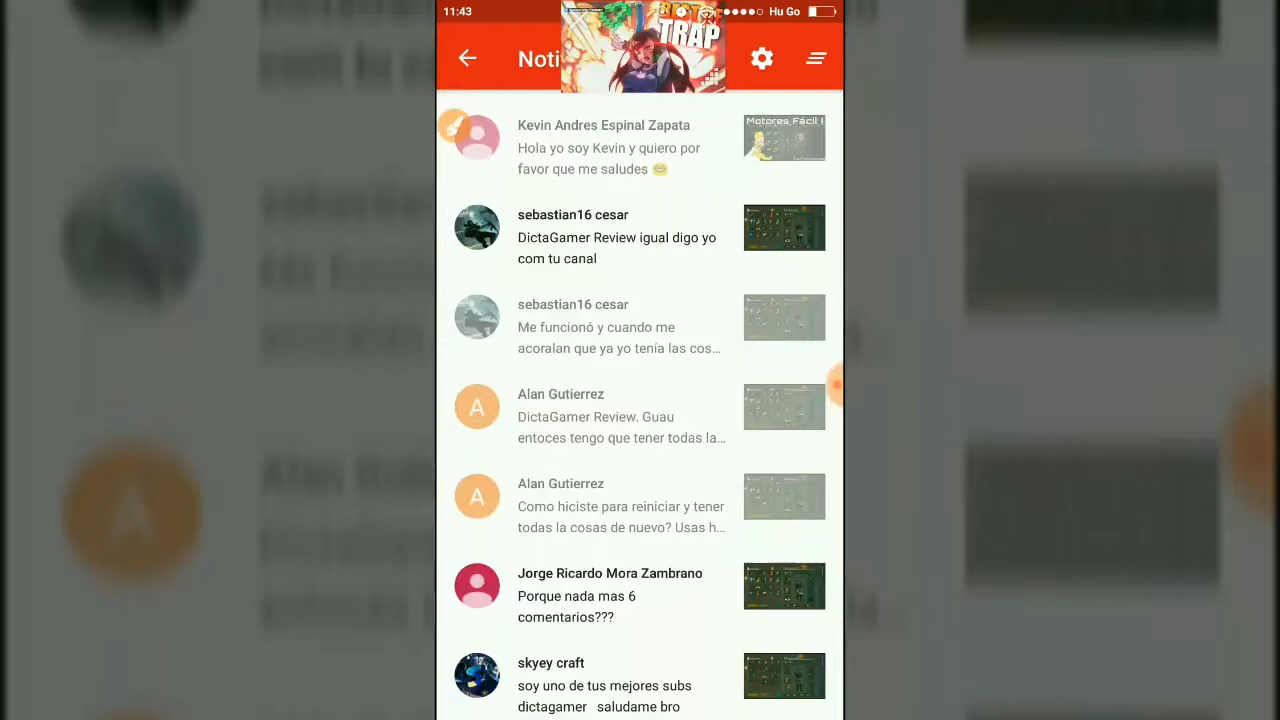 11:43
Hu Go
BEST OF
TRAP
Noti
Kevin Andres Espinal Zapata
Hola yo soy Kevin y quiero por
favor que me saludes 😁
Motores Fácil !
sebastian16 cesar
DictaGamer Review igual digo yo
com tu canal
sebastian16 cesar
Me funcionó y cuando me
acoralan que ya yo tenía las cos...
A
Alan Gutierrez
DictaGamer Review. Guau
entoces tengo que tener todas la...
A
Alan Gutierrez
Como hiciste para reiniciar y tener
todas la cosas de nuevo? Usas h...
Jorge Ricardo Mora Zambrano
Porque nada mas 6
comentarios???
skyey craft
soy uno de tus mejores subs
dictagamer saludame bro